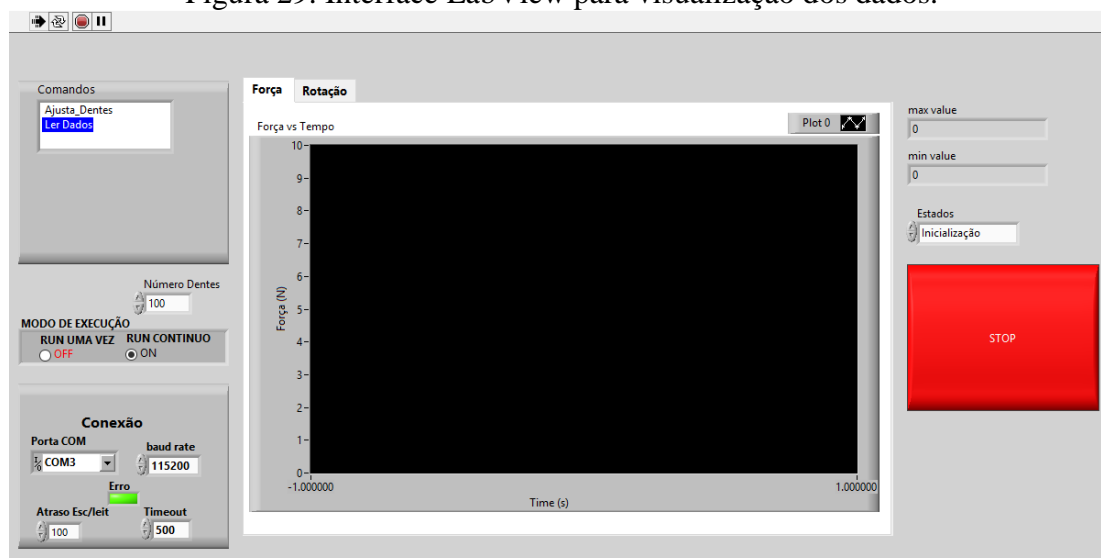 Figura 29: Interface LabView para visualização dos dados.
Comandos
Ajusta_Dentes
Ler Dados
Número Dentes
100
MODO DE EXECUÇÃO
RUN UMA VEZ RUN CONTINUO
OFF ON
Conexão
Porta COM baud rate
COM3 115200
Erro
Atraso Esc/leit Timeout
100 500
Força Rotação
Força vs Tempo Plot 0
10
9
8
7
6
5
4
3
2
1
0
Força (N)
-1.000000 1.000000
Time (s)
max value
0
min value
0
Estados
Inicialização
STOP